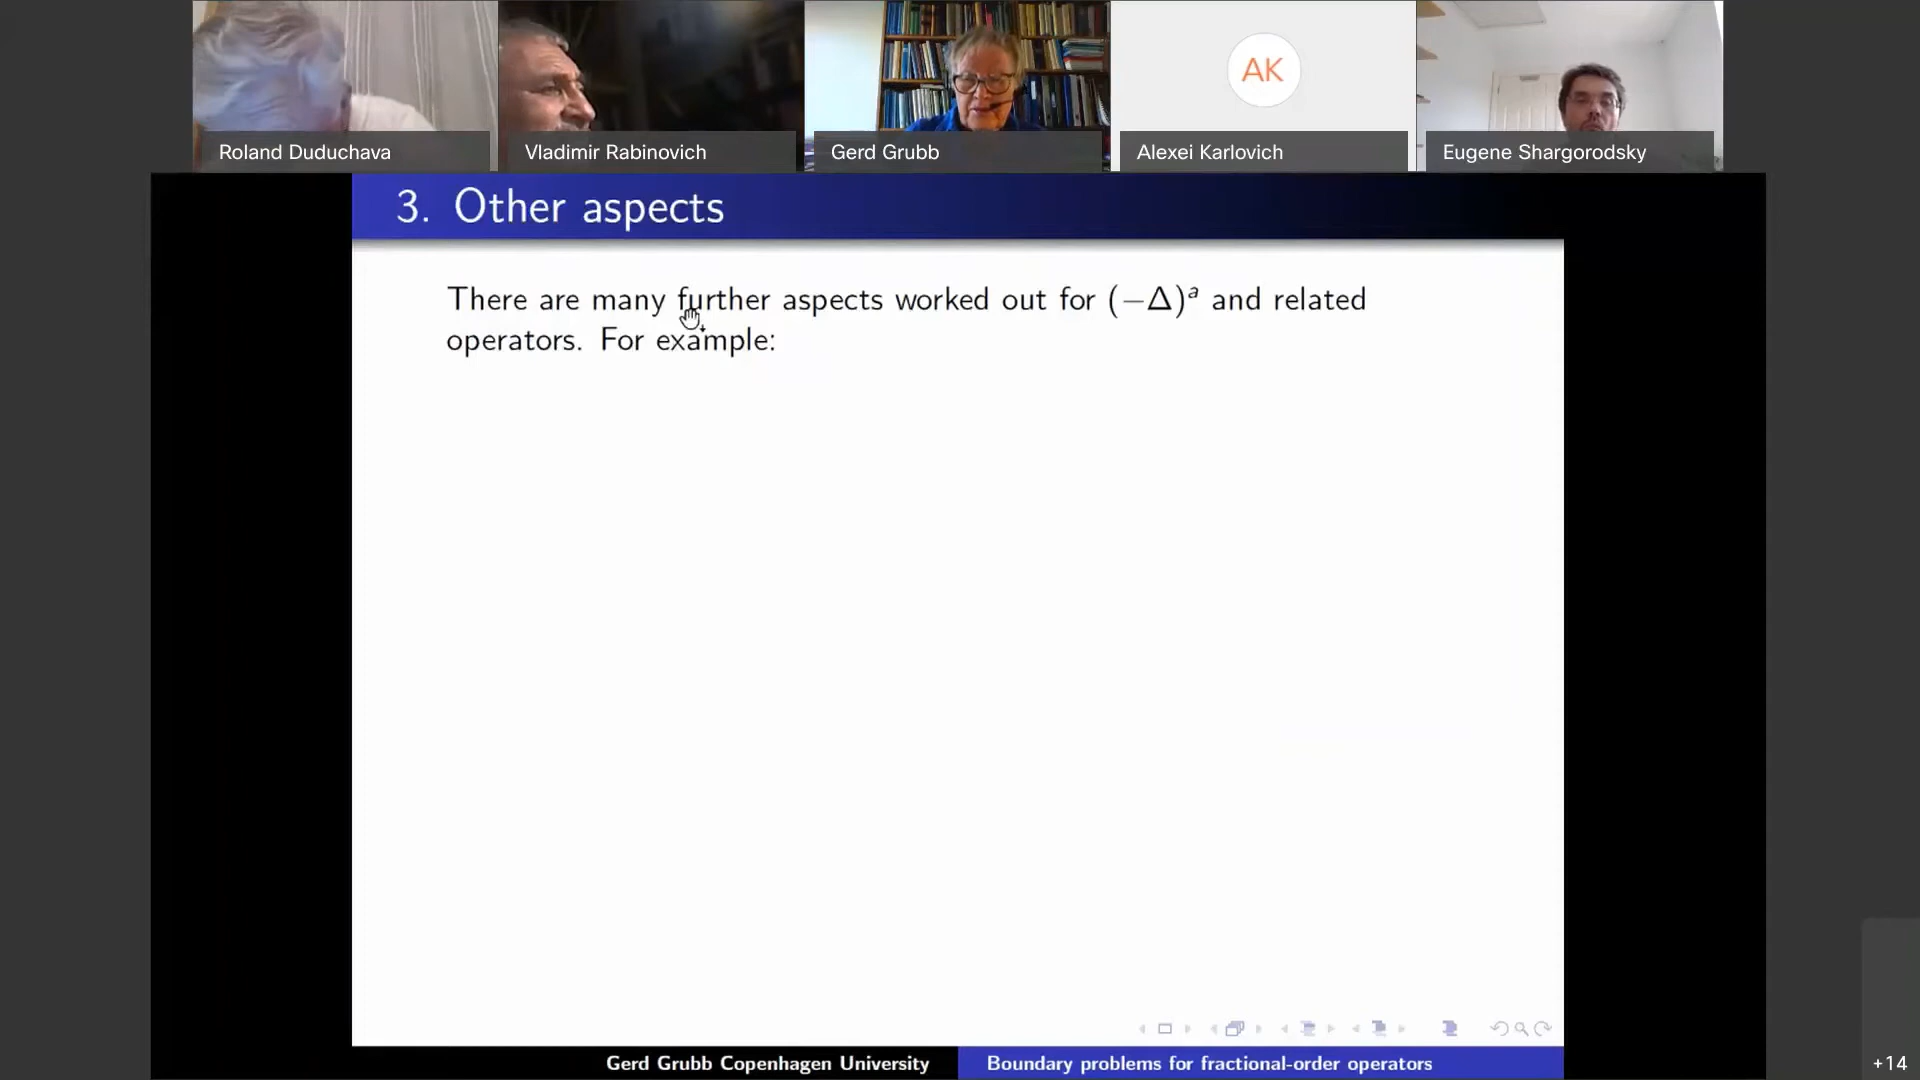 AK
Roland Duduchava
Vladimir Rabinovich
Gerd Grubb
Alexei Karlovich
Eugene Shargorodsky
3. Other aspects
There are many further aspects worked out for (−Δ)ᵃ and related
operators. For example:
Gerd Grubb Copenhagen University
Boundary problems for fractional-order operators
+14